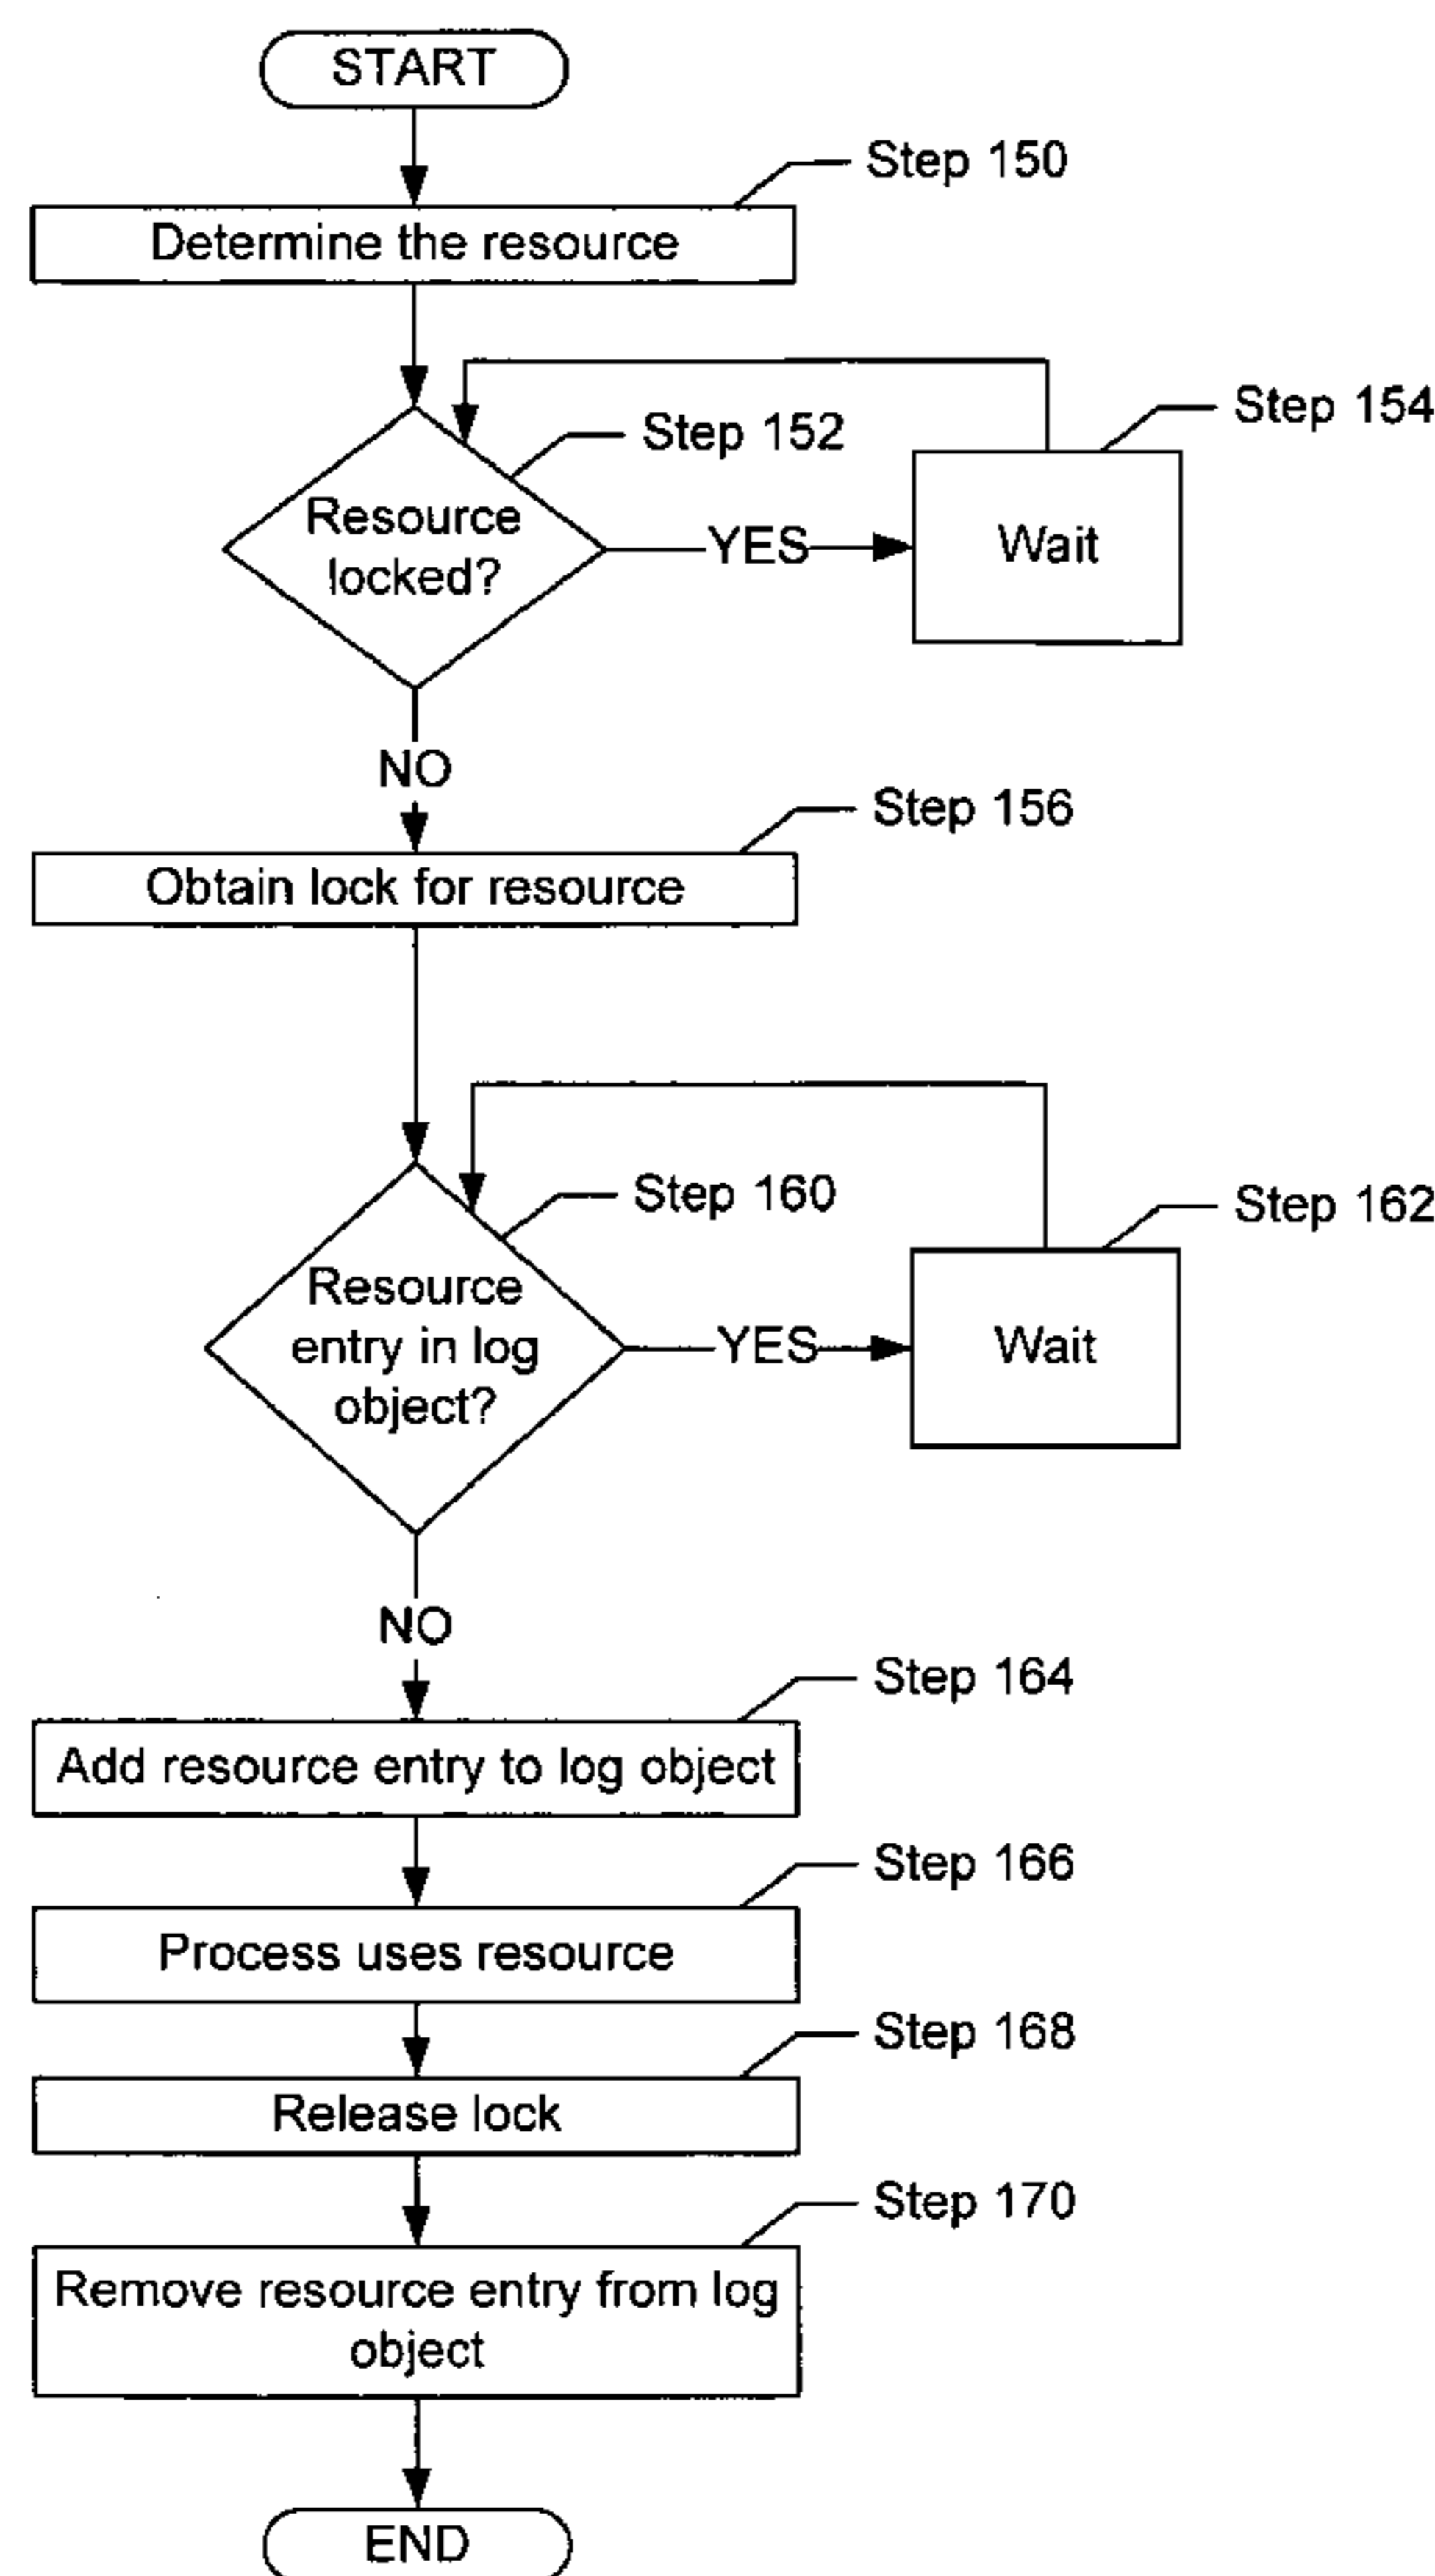 START
Step 150
Determine the resource
Step 154
Step 152
Resource
locked?
YES
Wait
NO
Step 156
Obtain lock for resource
Step 160
Step 162
Resource
entry in log
object?
YES
Wait
NO
Step 164
Add resource entry to log object
Step 166
Process uses resource
Step 168
Release lock
Step 170
Remove resource entry from log
object
END